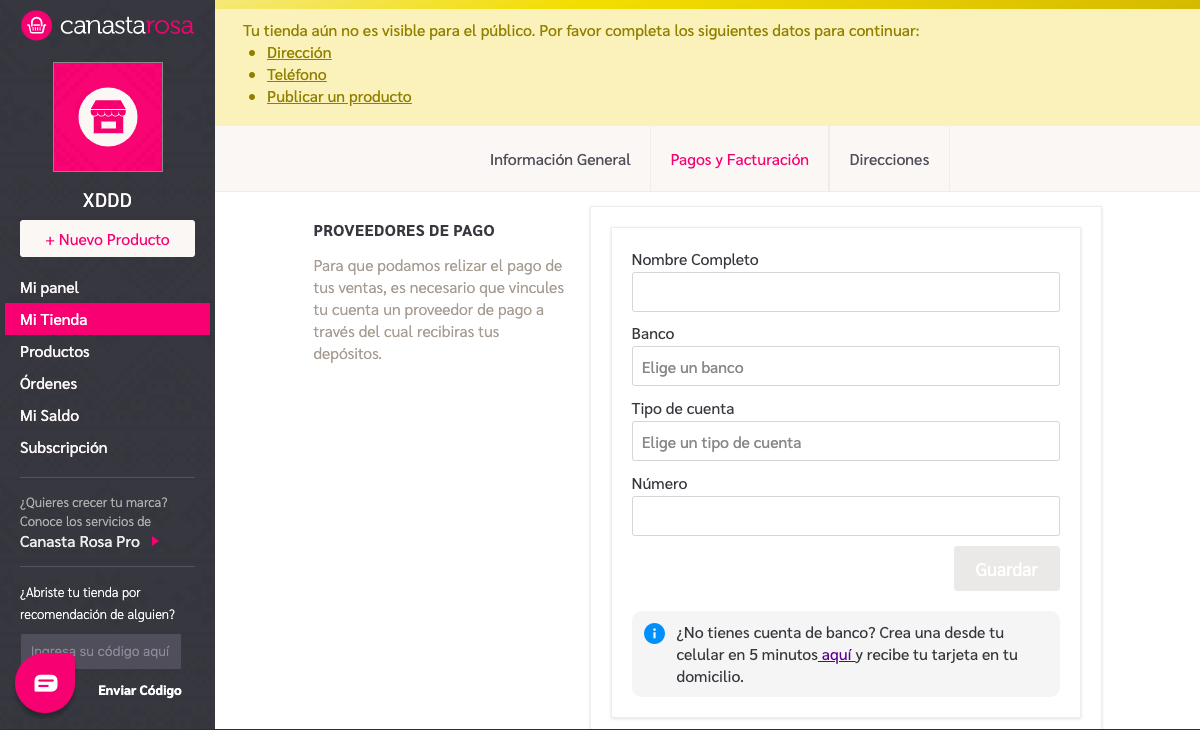 canastarosa
XDDD
+ Nuevo Producto
Mi panel
Mi Tienda
Productos
Órdenes
Mi Saldo
Subscripción
¿Quieres crecer tu marca?
Conoce los servicios de
Canasta Rosa Pro
¿Abriste tu tienda por
recomendación de alguien?
Ingresa su código aquí
Enviar Código
Tu tienda aún no es visible para el público. Por favor completa los siguientes datos para continuar:
Dirección
Teléfono
Publicar un producto
Información General
Pagos y Facturación
Direcciones
PROVEEDORES DE PAGO
Para que podamos relizar el pago de
tus ventas, es necesario que vincules
tu cuenta un proveedor de pago a
través del cual recibiras tus
depósitos.
Nombre Completo
Banco
Elige un banco
Tipo de cuenta
Elige un tipo de cuenta
Número
Guardar
¿No tienes cuenta de banco? Crea una desde tu
celular en 5 minutos aquí y recibe tu tarjeta en tu
domicilio.